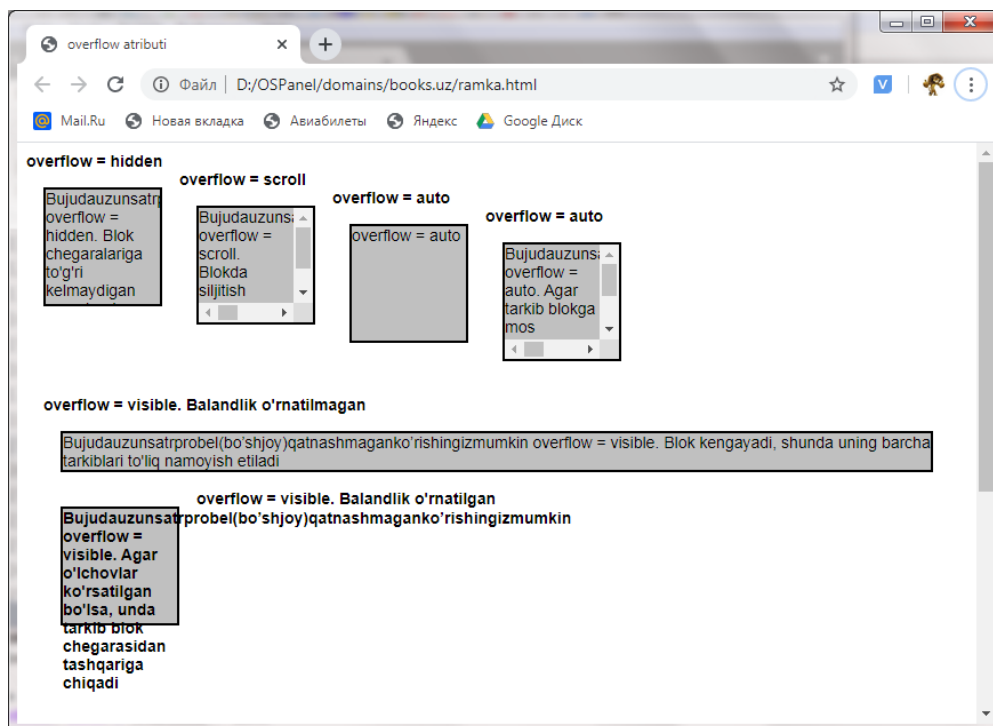 overflow atributi
Файл | D:/OSPanel/domains/books.uz/ramka.html
Mail.Ru Новая вкладка Авиабилеты Яндекс Google Диск
overflow = hidden
Bujudauzunsatrp
overflow =
hidden. Blok
chegaralariga
to'g'ri
kelmaydigan
overflow = scroll
Bujudauzunsa
overflow =
scroll.
Blokda
siljitish
overflow = auto
overflow = auto
overflow = auto
Bujudauzunsa
overflow =
auto. Agar
tarkib blokga
mos
overflow = visible. Balandlik o'rnatilmagan
Bujudauzunsatrprobel(bo’shjoy)qatnashmaganko’rishingizmumkin overflow = visible. Blok kengayadi, shunda uning barcha
tarkiblari to'liq namoyish etiladi
overflow = visible. Balandlik o'rnatilgan
Bujudauzunsatrprobel(bo’shjoy)qatnashmaganko’rishingizmumkin
overflow =
visible. Agar
o'lchovlar
ko'rsatilgan
bo'lsa, unda
tarkib blok
chegarasidan
tashqariga
chiqadi